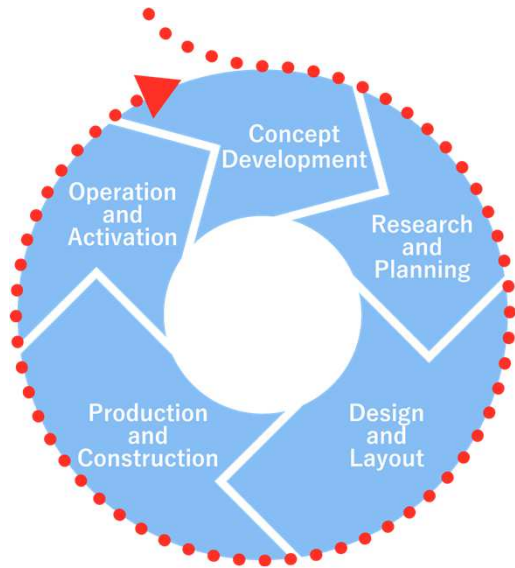 Concept
Development
Research
and
Planning
Design
and
Layout
Production
and
Construction
Operation
and
Activation